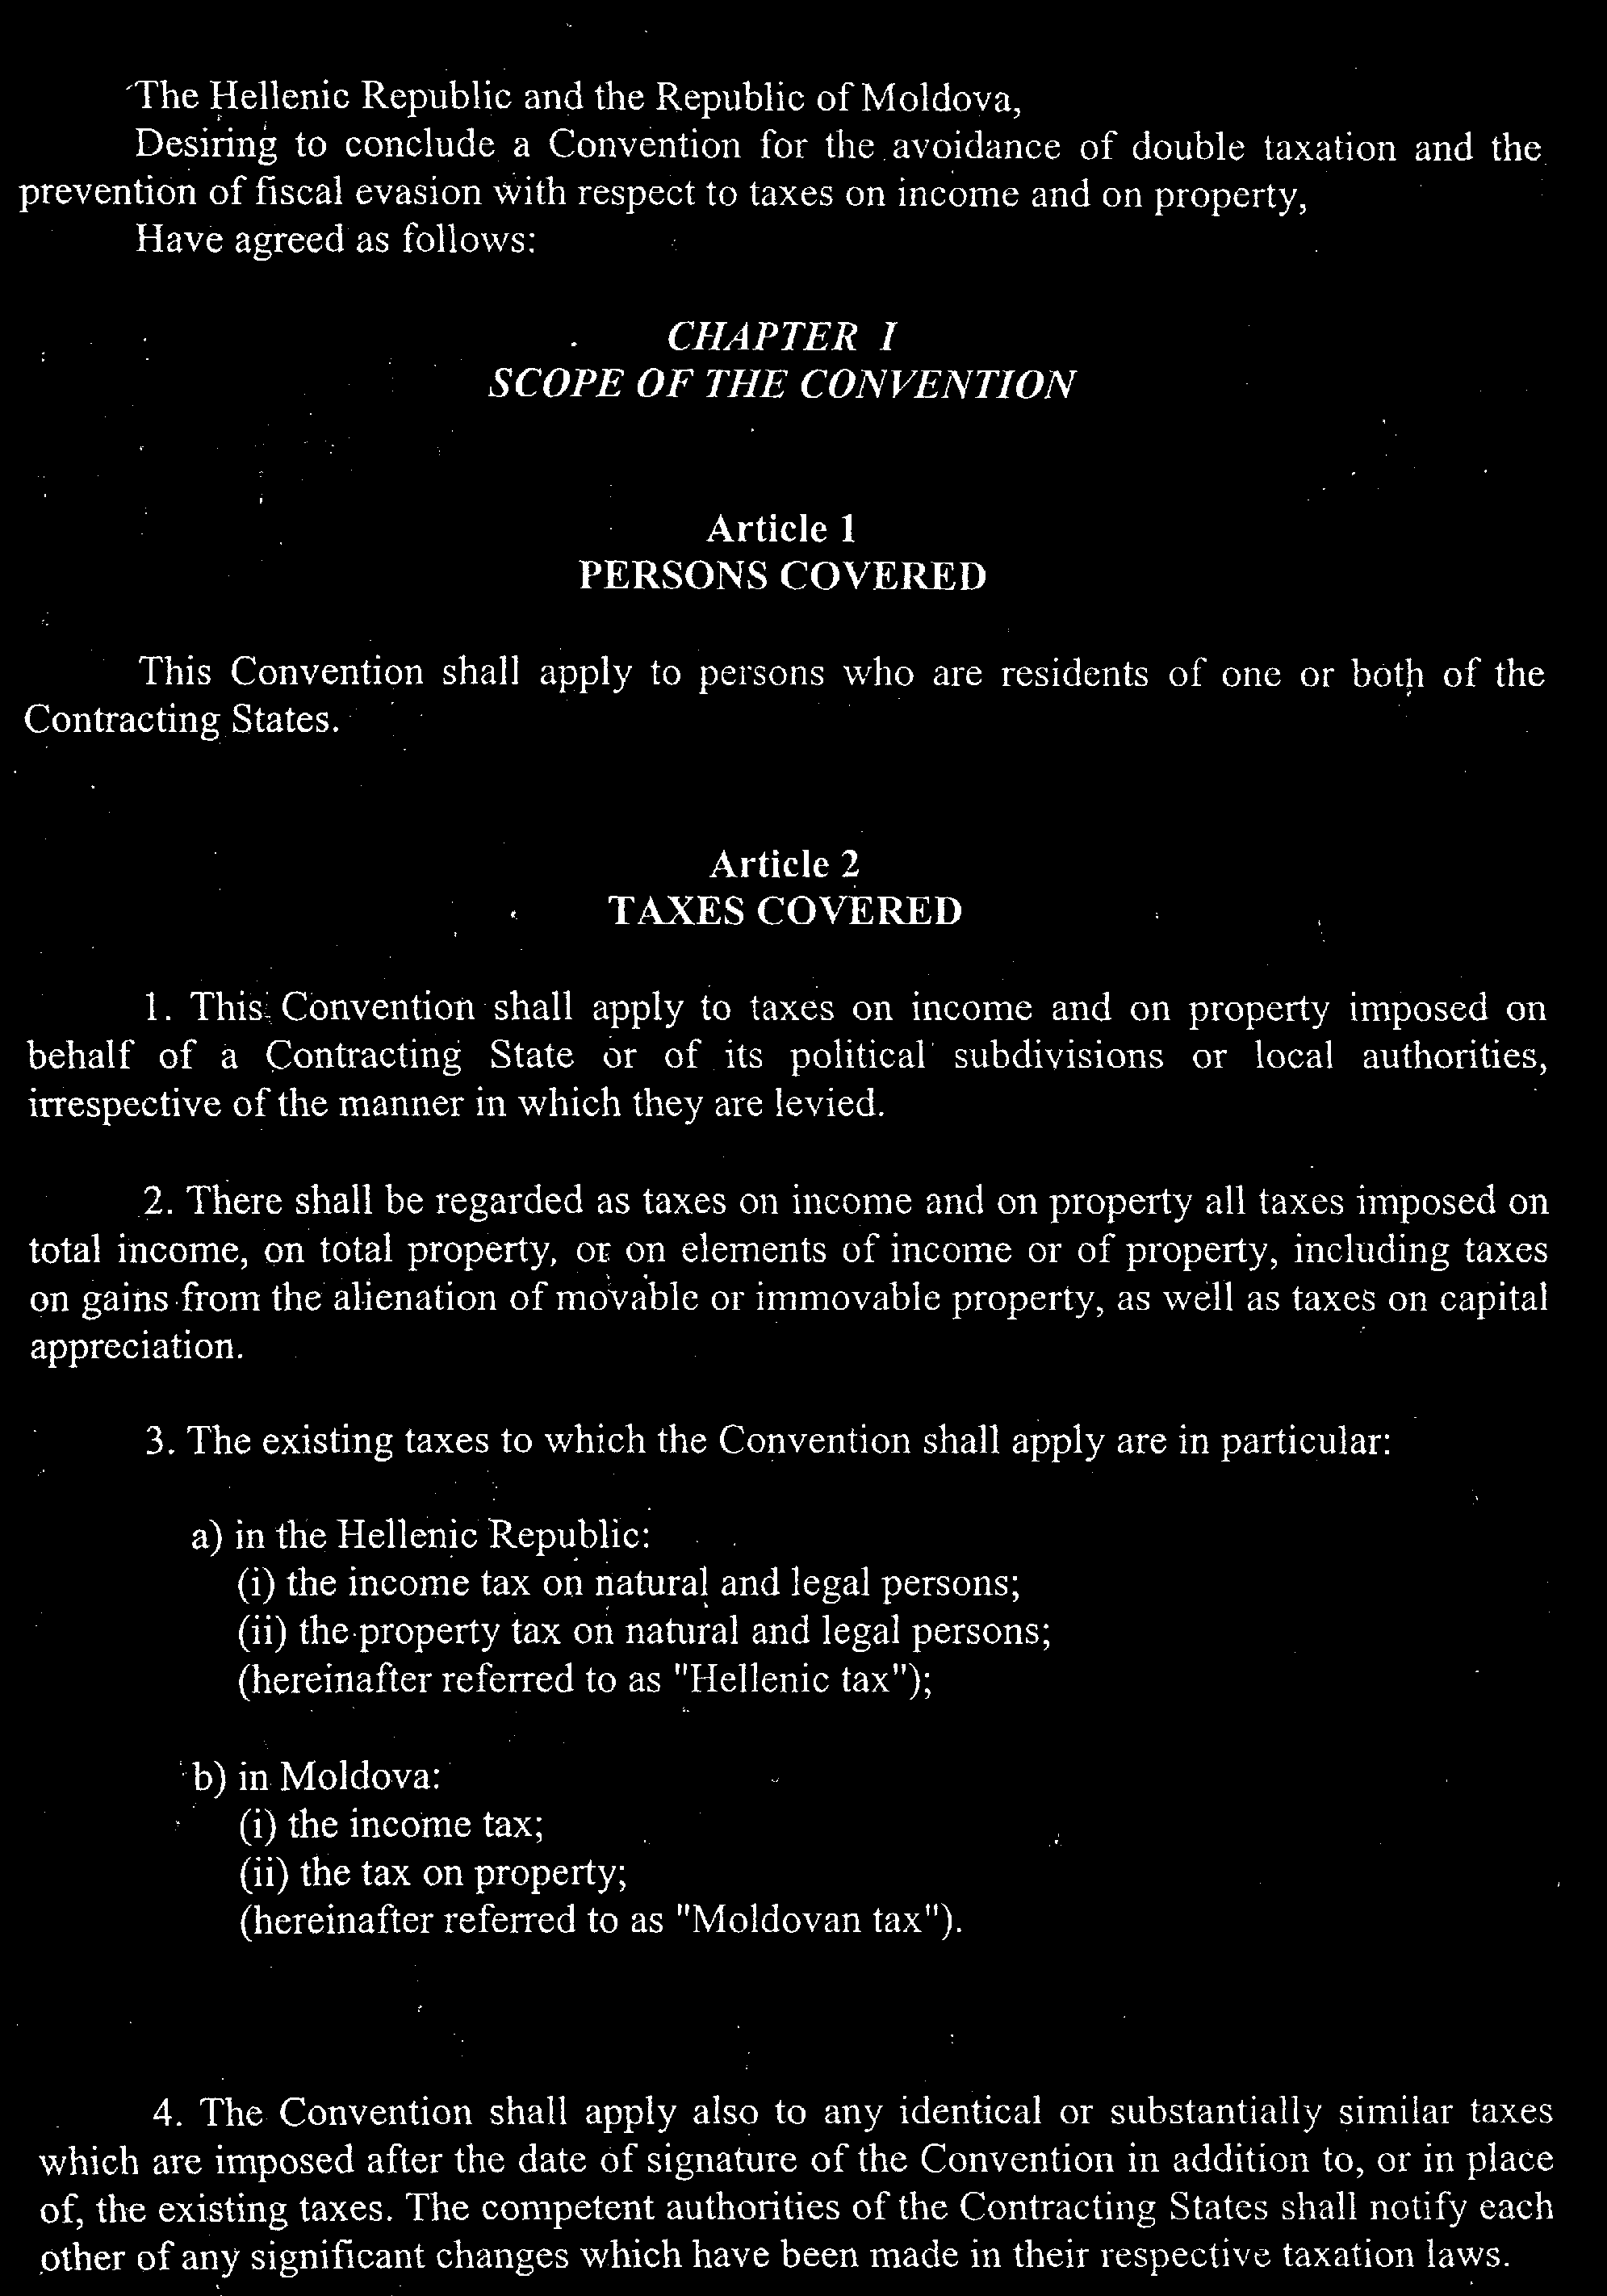 The Hellenic Republic and the Republic of Moldova,
Desiring to conclude a Convention for the avoidance of double taxation and the
prevention of fiscal evasion with respect to taxes on income and on property,
Have agreed as follows:
CHAPTER I
SCOPE OF THE CONVENTION
Article 1
PERSONS COVERED
This Convention shall apply to persons who are residents of one or both of the
Contracting States.
Article 2
TAXES COVERED
1. This Convention shall apply to taxes on income and on property imposed on
behalf of a Contracting State or of its political subdivisions or local authorities,
irrespective of the manner in which they are levied.
2. There shall be regarded as taxes on income and on property all taxes imposed on
total income, on total property, or on elements of income or of property, including taxes
on gains from the alienation of movable or immovable property, as well as taxes on capital
appreciation.
3. The existing taxes to which the Convention shall apply are in particular:
a) in the Hellenic Republic:
(i) the income tax on natural and legal persons;
(ii) the property tax on natural and legal persons;
(hereinafter referred to as "Hellenic tax");
b) in Moldova:
(i) the income tax;
(ii) the tax on property;
(hereinafter referred to as "Moldovan tax").
4. The Convention shall apply also to any identical or substantially similar taxes
which are imposed after the date of signature of the Convention in addition to, or in place
of, the existing taxes. The competent authorities of the Contracting States shall notify each
other of any significant changes which have been made in their respective taxation laws.